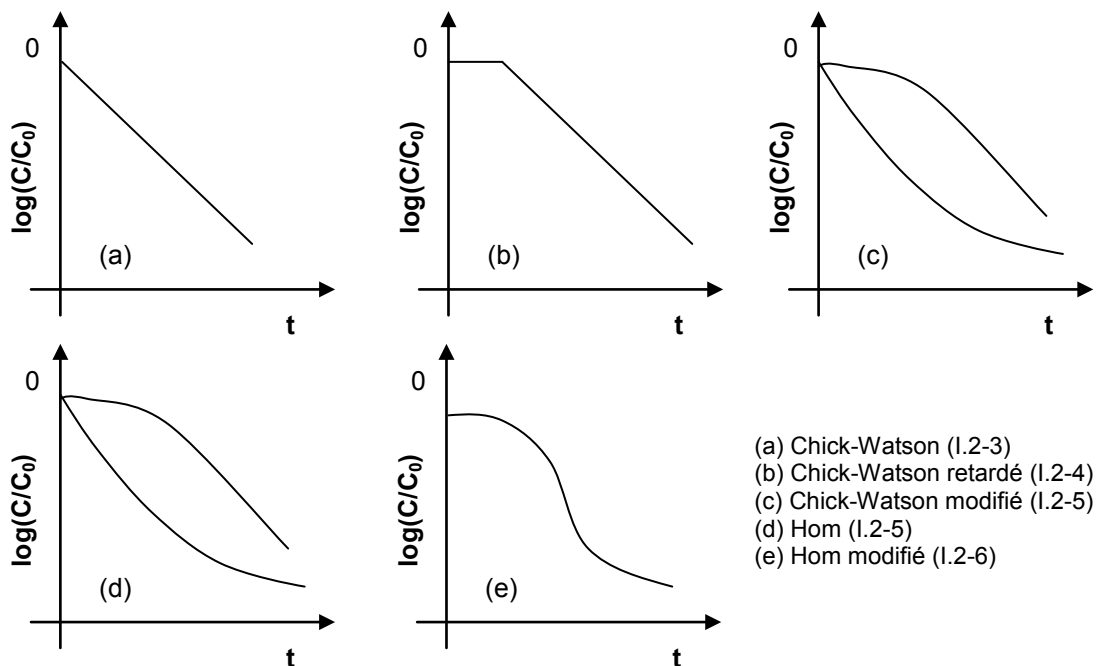 0
log(C/C0)
(a)
t
0
log(C/C0)
(b)
t
0
log(C/C0)
(c)
t
0
log(C/C0)
(d)
t
0
log(C/C0)
(e)
t
(a) Chick-Watson (I.2-3)
(b) Chick-Watson retardé (I.2-4)
(c) Chick-Watson modifié (I.2-5)
(d) Hom (I.2-5)
(e) Hom modifié (I.2-6)